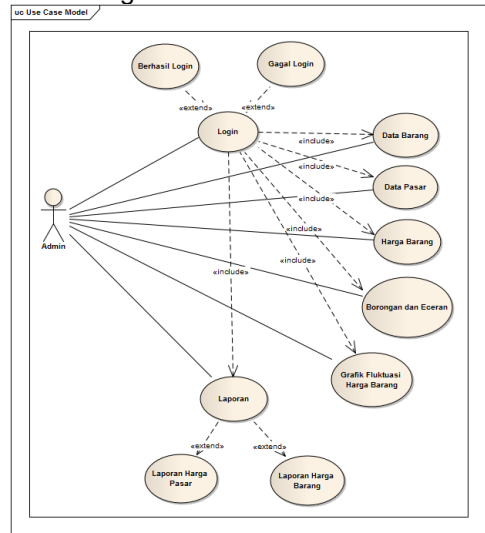 uc Use Case Model
Berhasil Login
Gagal Login
«extend»
«extend»
Login
«include»
Data Barang
«include»
Data Pasar
«include»
Admin
Harga Barang
«include»
«include»
«include»
Borongan dan Eceran
Grafik Fluktuasi
Harga Barang
Laporan
«extend»
«extend»
Laporan Harga
Pasar
Laporan Harga
Barang